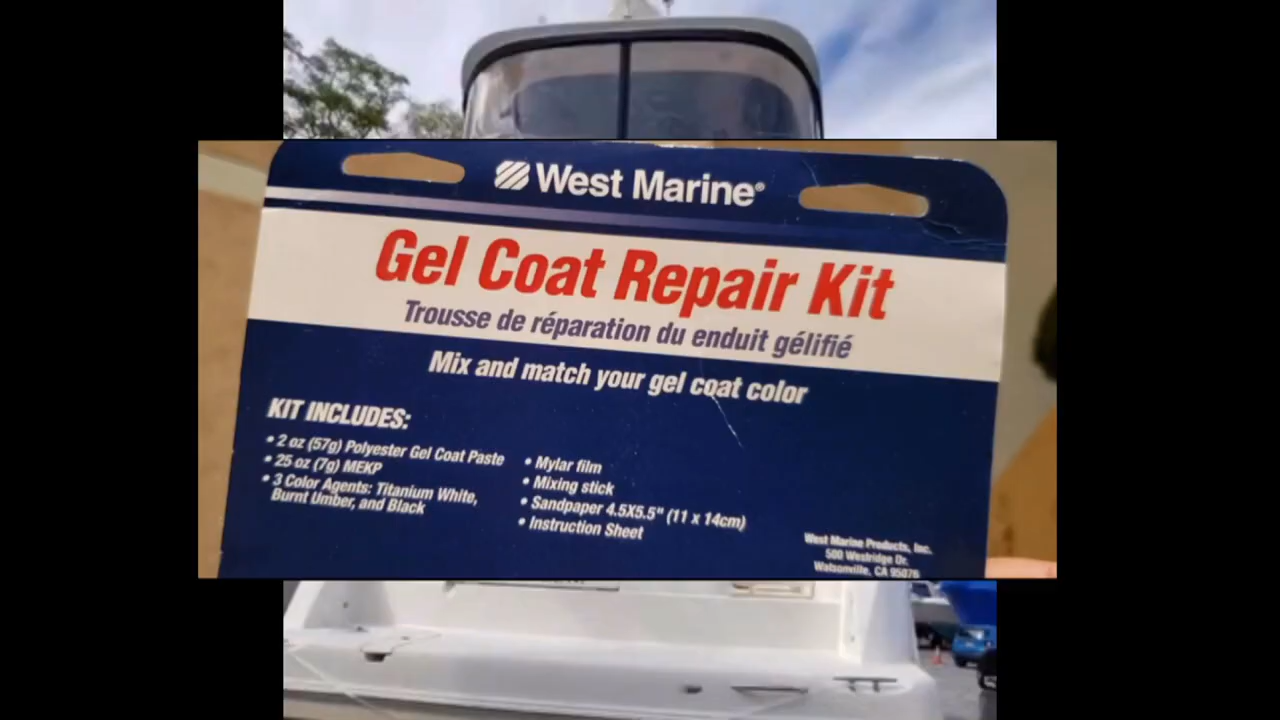 West Marine®
Gel Coat Repair Kit
Trousse de réparation du enduit gélifié
Mix and match your gel coat color
KIT INCLUDES:
• 2 oz (57g) Polyester Gel Coat Paste
• 25 oz (7g) MEKP
• 3 Color Agents: Titanium White,
Burnt Umber, and Black
• Mylar film
• Mixing stick
• Sandpaper 4.5X5.5" (11 x 14cm)
• Instruction Sheet
West Marine Products, Inc.
500 Westridge Dr.
Watsonville, CA 95076